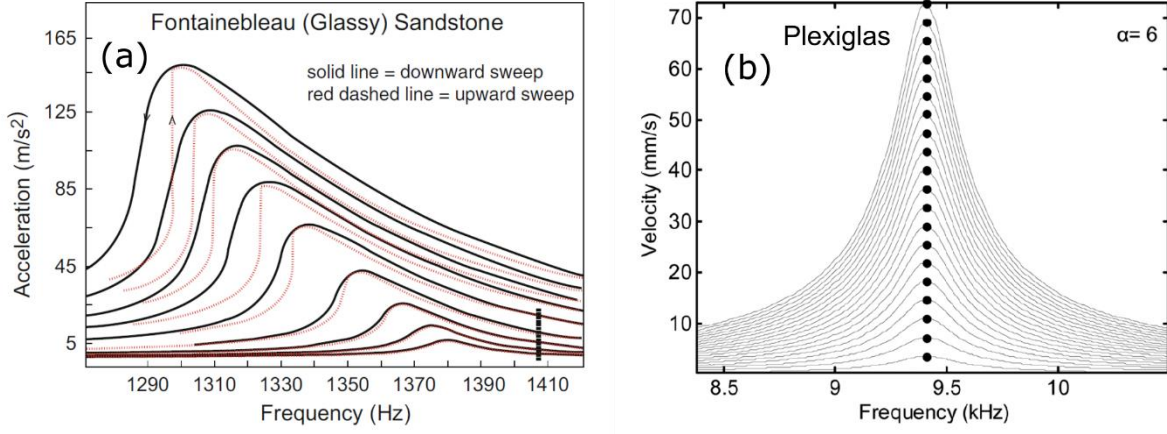 Fontainebleau (Glassy) Sandstone
(a)
solid line = downward sweep
red dashed line = upward sweep
Acceleration (m/s²)
165
125
85
45
5
1290
1310
1330
1350
1370
1390
1410
Frequency (Hz)
Plexiglas
α= 6
(b)
Velocity (mm/s)
70
60
50
40
30
20
10
8.5
9
9.5
10
Frequency (kHz)